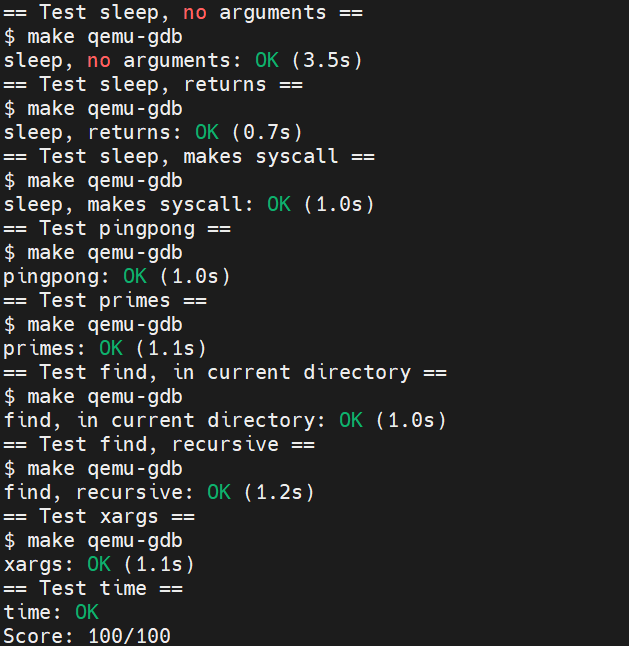 == Test sleep, no arguments ==
$ make qemu-gdb
sleep, no arguments: OK (3.5s)
== Test sleep, returns ==
$ make qemu-gdb
sleep, returns: OK (0.7s)
== Test sleep, makes syscall ==
$ make qemu-gdb
sleep, makes syscall: OK (1.0s)
== Test pingpong ==
$ make qemu-gdb
pingpong: OK (1.0s)
== Test primes ==
$ make qemu-gdb
primes: OK (1.1s)
== Test find, in current directory ==
$ make qemu-gdb
find, in current directory: OK (1.0s)
== Test find, recursive ==
$ make qemu-gdb
find, recursive: OK (1.2s)
== Test xargs ==
$ make qemu-gdb
xargs: OK (1.1s)
== Test time ==
time: OK
Score: 100/100